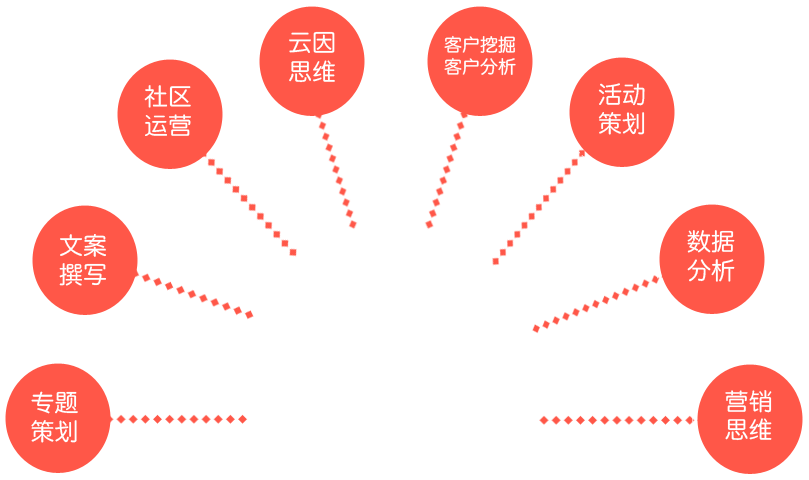 云因
思维
客户挖掘
客户分析
社区
运营
活动
策划
文案
撰写
数据
分析
专题
策划
营销
思维